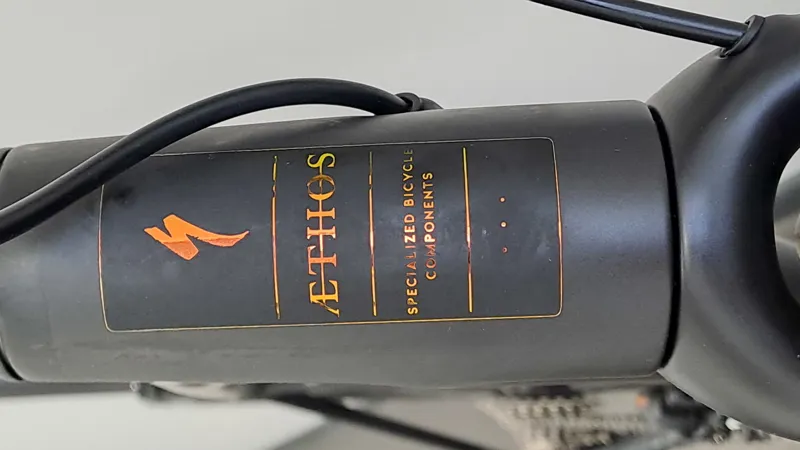 ÆTHOS
SPECIALIZED BICYCLE
COMPONENTS